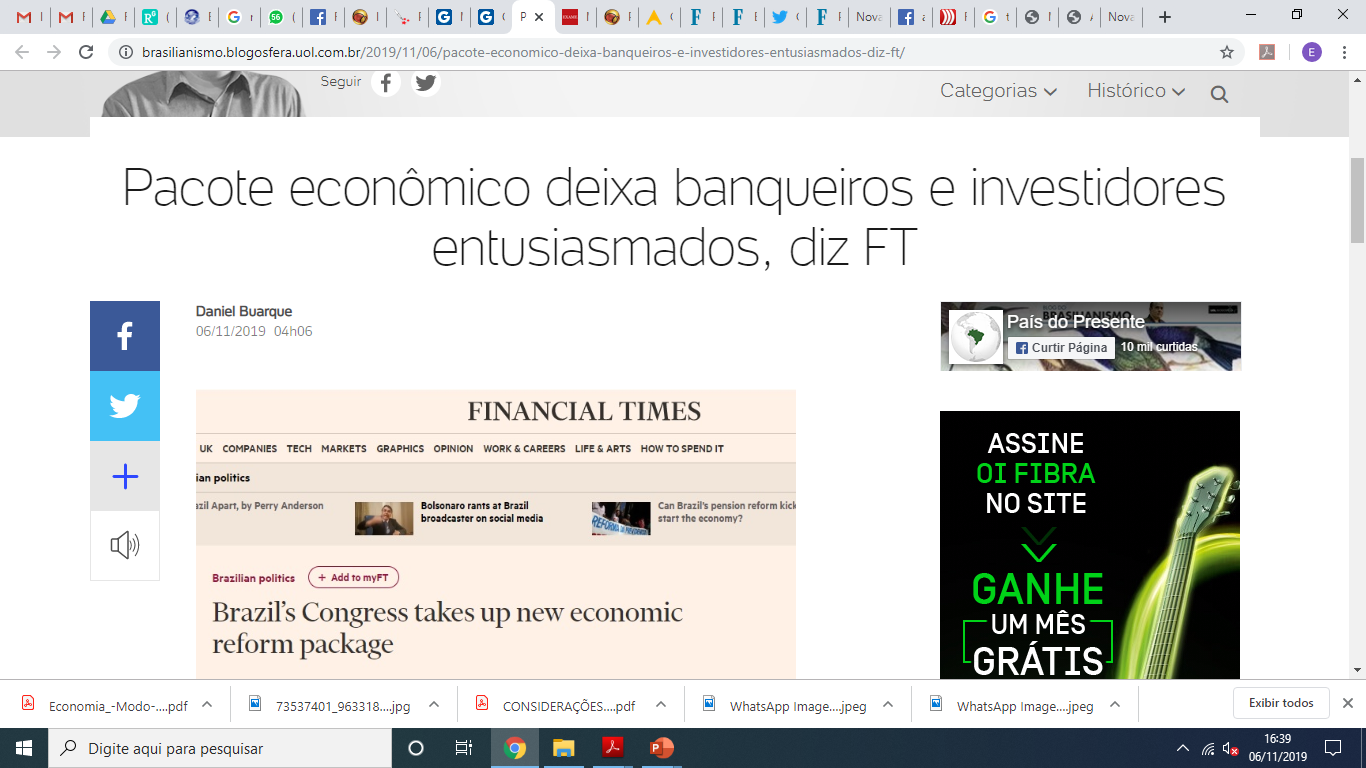 56
P
Nova
Nova
brasilianismo.blogosfera.uol.com.br/2019/11/06/pacote-economico-deixa-banqueiros-e-investidores-entusiasmados-diz-ft/
E
Seguir
Categorias
Histórico
Pacote econômico deixa banqueiros e investidores
entusiasmados, diz FT
Daniel Buarque
06/11/2019 04h06
FINANCIAL TIMES
UK COMPANIES TECH MARKETS GRAPHICS OPINION WORK & CAREERS LIFE & ARTS HOW TO SPEND IT
ian politics
azil Apart, by Perry Anderson
Bolsonaro rants at Brazil
broadcaster on social media
Can Brazil's pension reform kick
start the economy?
Brazilian politics
+ Add to myFT
Brazil's Congress takes up new economic
reform package
País do Presente
Curtir Página
10 mil curtidas
ASSINE
OI FIBRA
NO SITE
GANHE
UM MÊS
GRÁTIS
Economia_-Modo-....pdf
73537401_963318....jpg
CONSIDERAÇÕES....pdf
WhatsApp Image....jpeg
WhatsApp Image....jpeg
Exibir todos
Digite aqui para pesquisar
16:39
06/11/2019